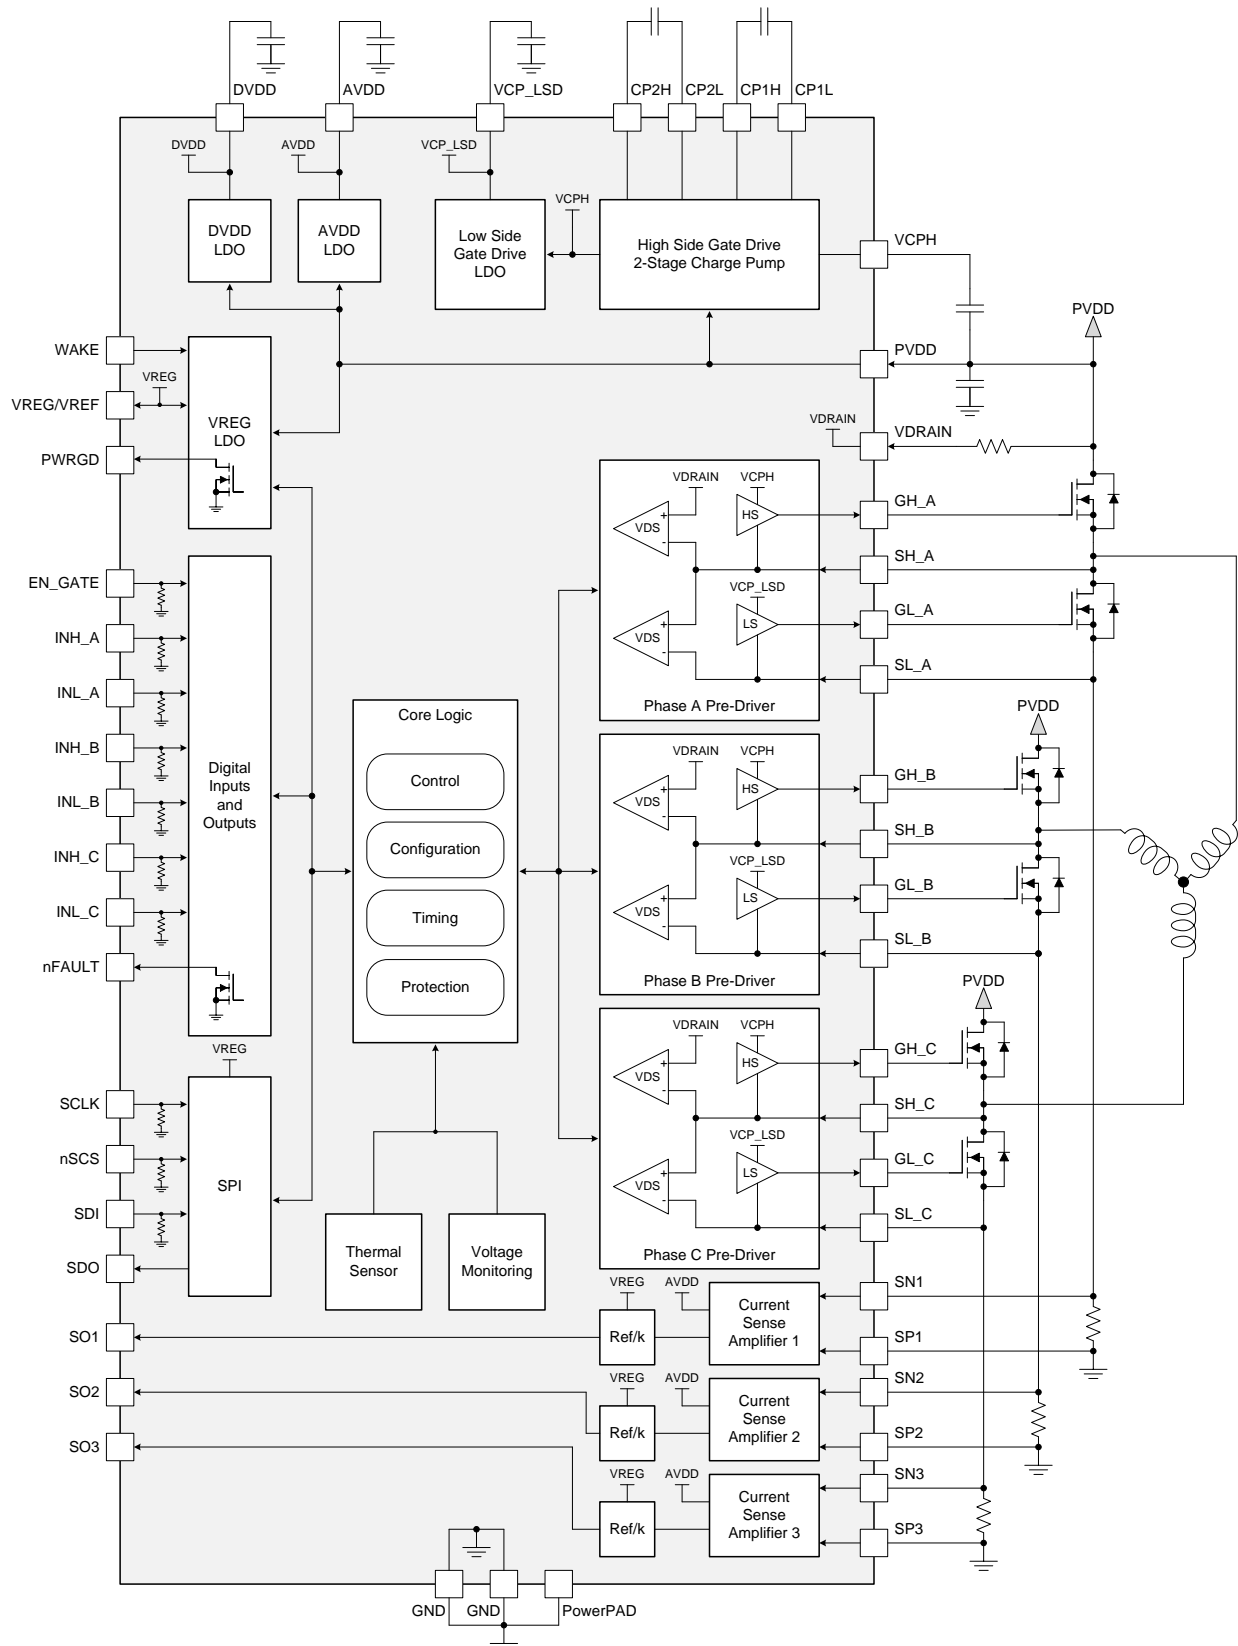 DVDD
AVDD
VCP_LSD
CP2H
CP2L
CP1H
CP1L
DVDD
AVDD
VCP_LSD
VCPH
DVDD
LDO
AVDD
LDO
Low Side
Gate Drive
LDO
High Side Gate Drive
2-Stage Charge Pump
VCPH
PVDD
WAKE
PVDD
VREG
VREG/VREF
VREG
LDO
VDRAIN
VDRAIN
PWRGD
VDRAIN
VCPH
VDS
+
-
HS
GH_A
SH_A
EN_GATE
VCP_LSD
VDS
+
-
LS
GL_A
INH_A
SL_A
INL_A
Phase A Pre-Driver
Core Logic
PVDD
INH_B
Digital
Inputs
and
Outputs
Control
VDRAIN
VCPH
VDS
+
-
HS
GH_B
INL_B
Configuration
SH_B
INH_C
VCP_LSD
VDS
+
-
LS
GL_B
INL_C
Timing
SL_B
nFAULT
Protection
Phase B Pre-Driver
PVDD
VREG
VDRAIN
VCPH
VDS
+
-
HS
GH_C
SCLK
SH_C
nSCS
SPI
VCP_LSD
VDS
+
-
LS
GL_C
SDI
SL_C
SDO
Thermal
Sensor
Voltage
Monitoring
Phase C Pre-Driver
VREG
AVDD
SN1
SO1
Ref/k
Current
Sense
Amplifier 1
SP1
VREG
AVDD
SN2
SO2
Ref/k
Current
Sense
Amplifier 2
SP2
SO3
VREG
AVDD
SN3
Ref/k
Current
Sense
Amplifier 3
SP3
GND
GND
PowerPAD